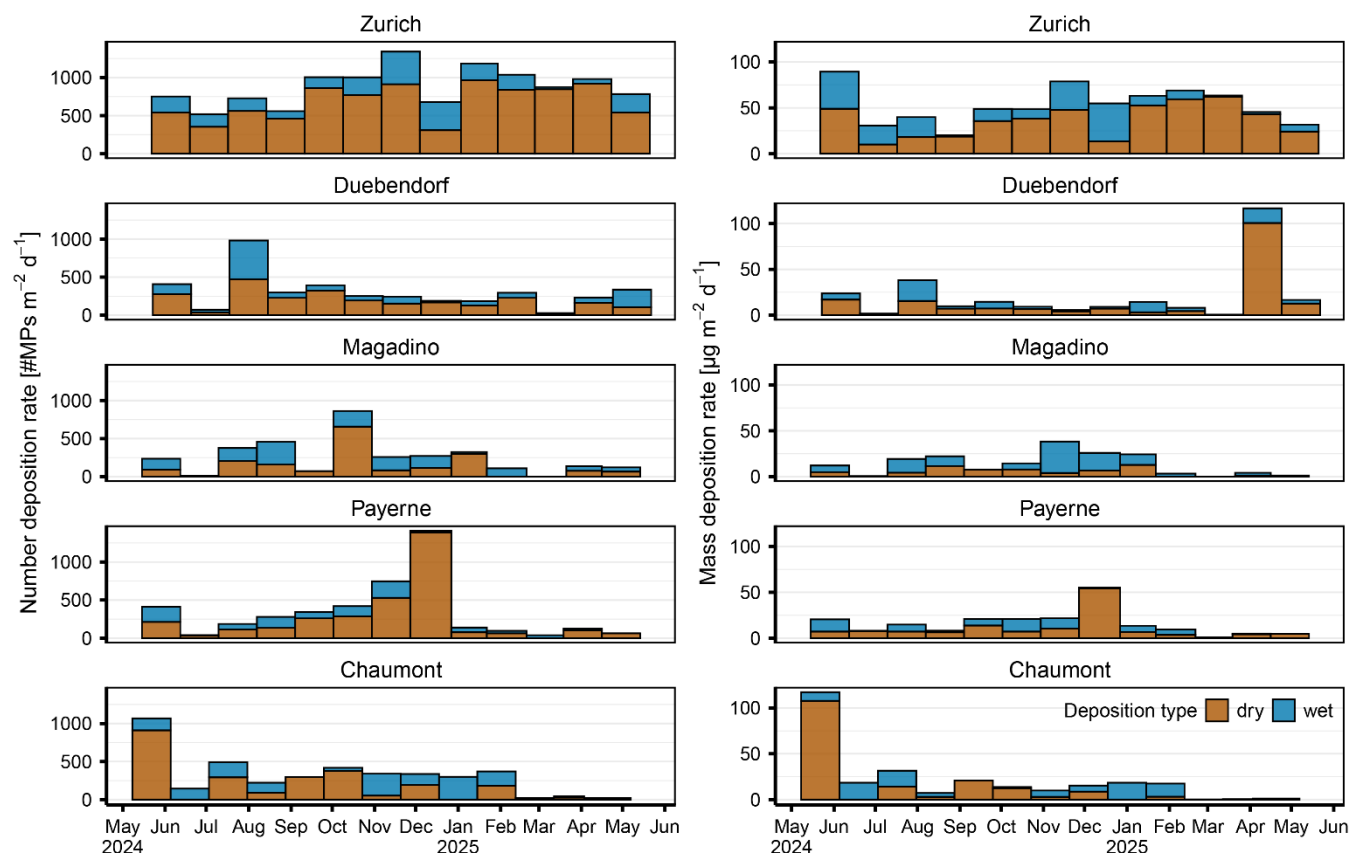 Zurich
Zurich
1000
500
0
100
50
0
Duebendorf
Duebendorf
1000
500
0
100
50
0
Magadino
Magadino
1000
500
0
100
50
0
Payerne
Payerne
1000
500
0
100
50
0
Chaumont
Chaumont
1000
500
0
100
50
0
Number deposition rate [#MPs m⁻² d⁻¹]
Mass deposition rate [µg m⁻² d⁻¹]
Deposition type dry wet
May Jun Jul Aug Sep Oct Nov Dec Jan Feb Mar Apr May Jun
2024 2025
May Jun Jul Aug Sep Oct Nov Dec Jan Feb Mar Apr May Jun
2024 2025